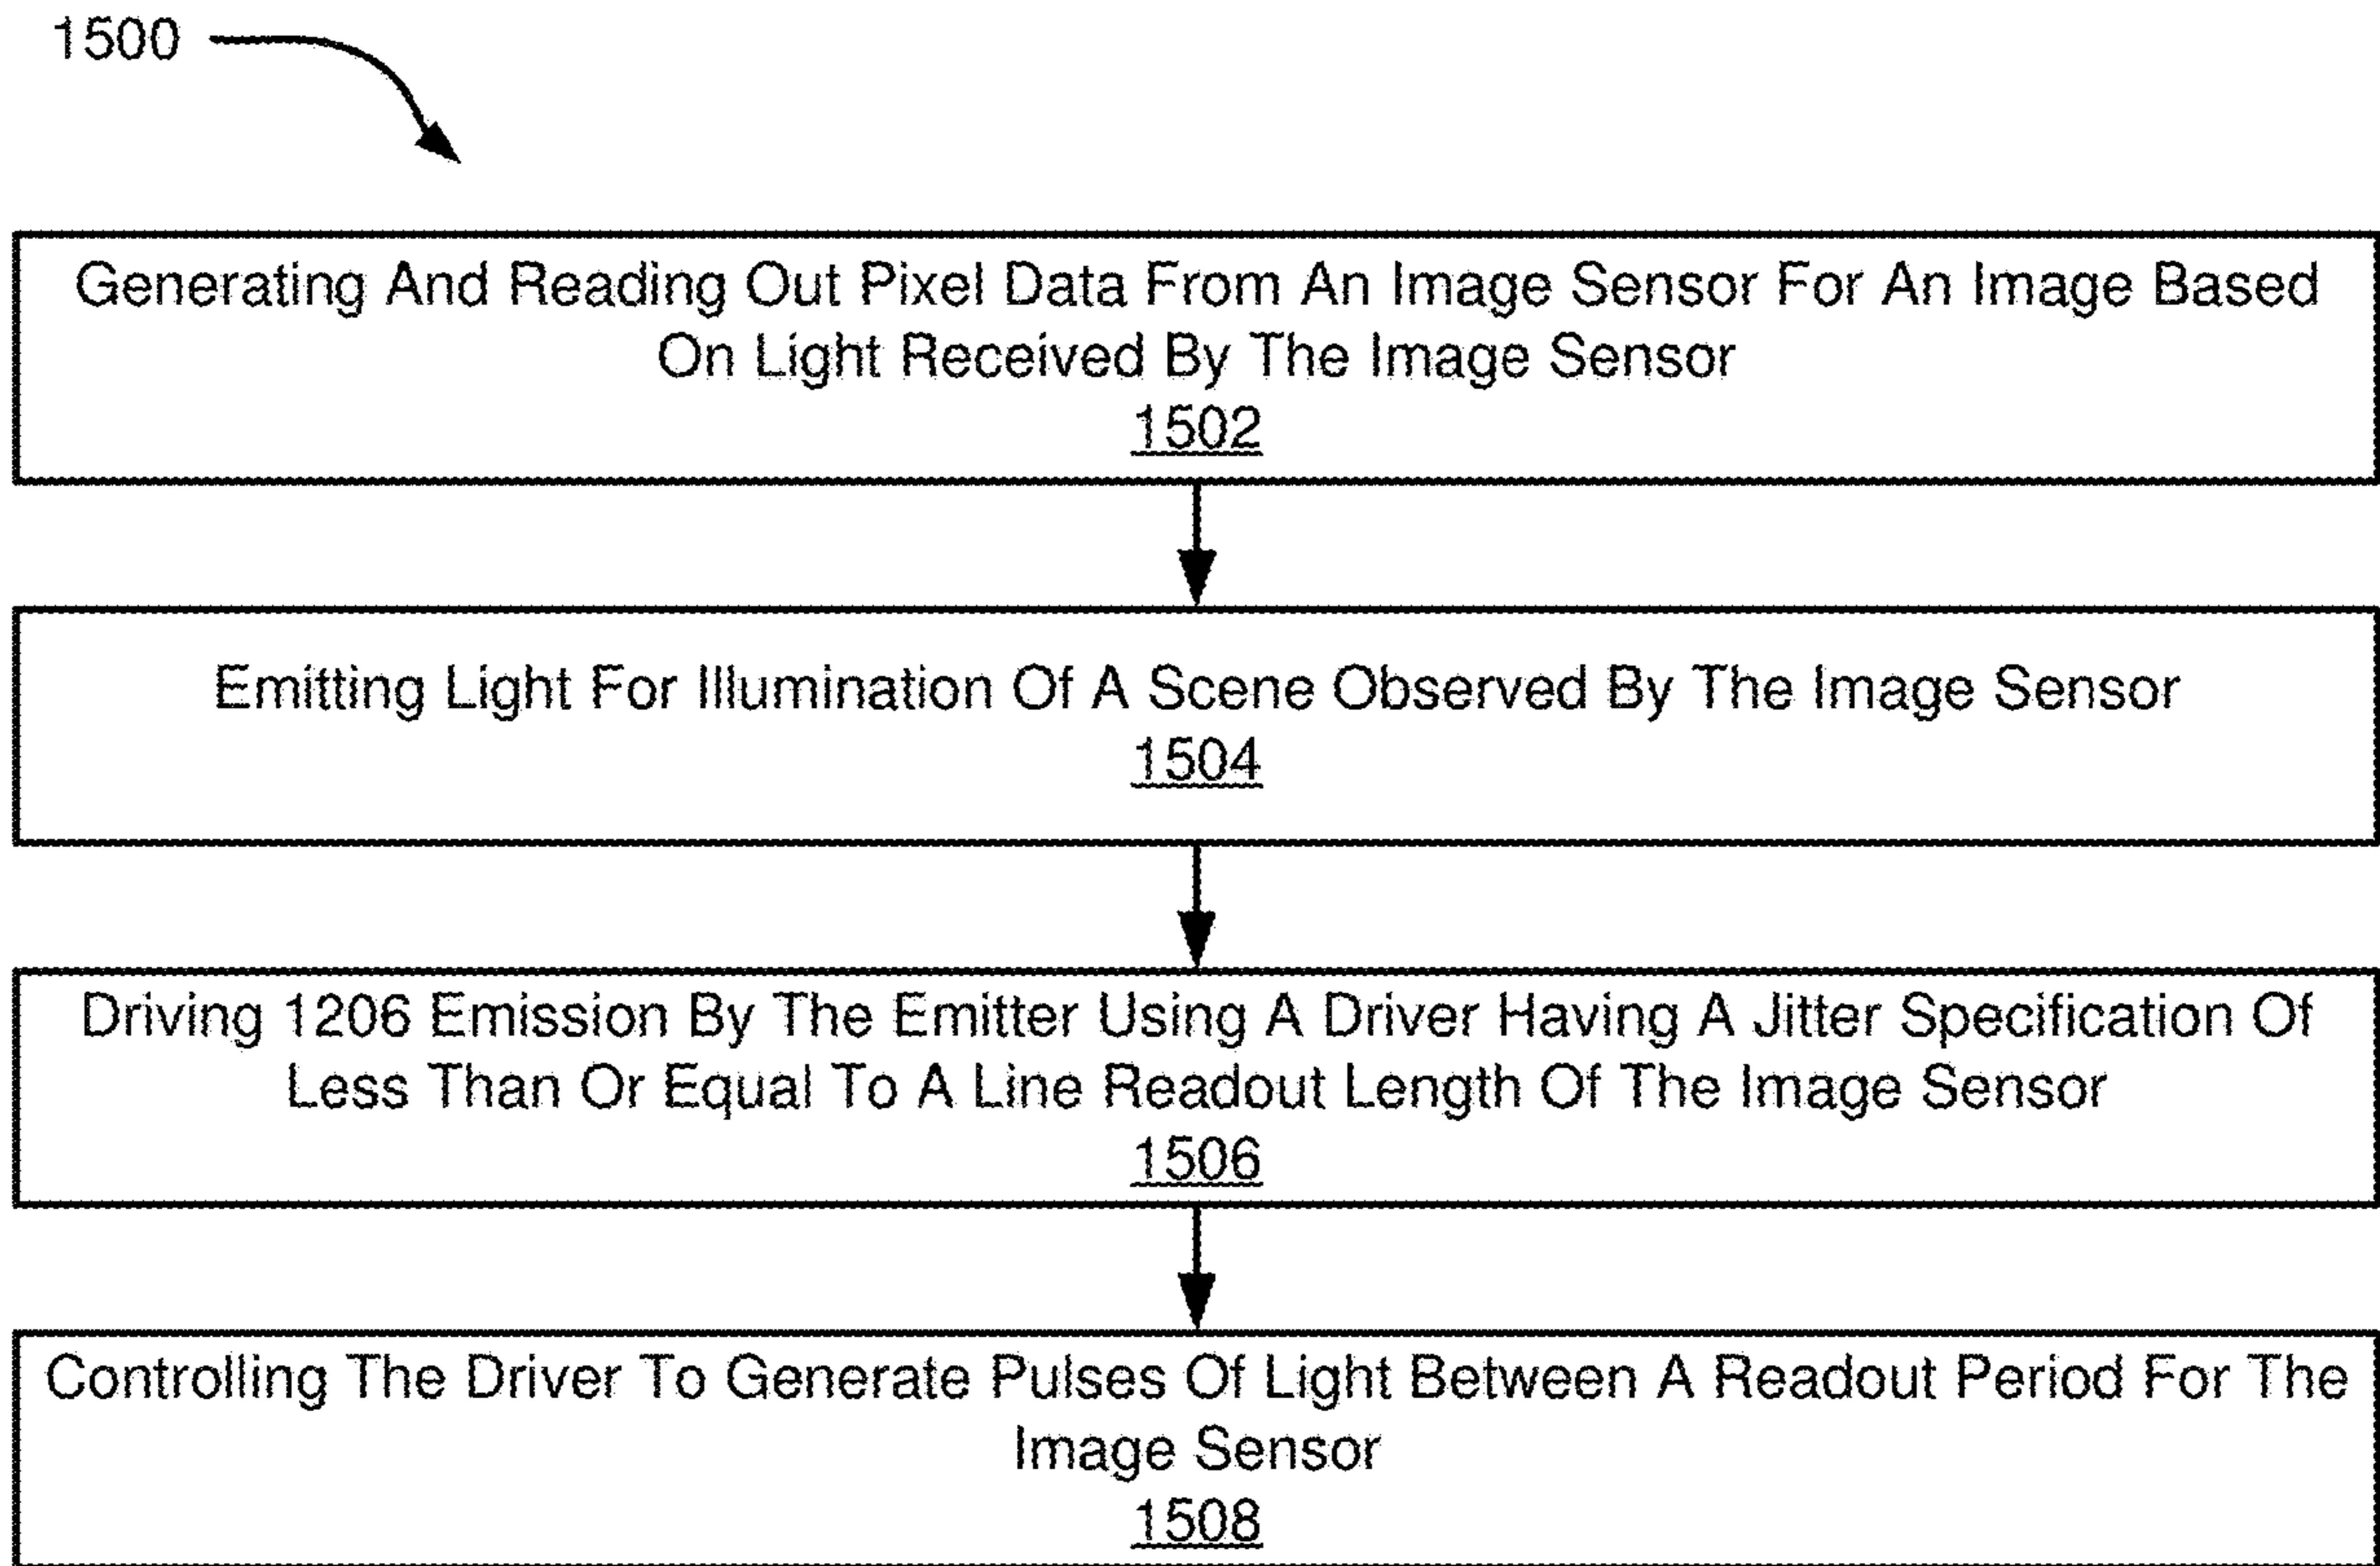 1500
Generating And Reading Out Pixel Data From An Image Sensor For An Image Based
On Light Received By The Image Sensor
1502
Emitting Light For Illumination Of A Scene Observed By The Image Sensor
1504
Driving 1206 Emission By The Emitter Using A Driver Having A Jitter Specification Of
Less Than Or Equal To A Line Readout Length Of The Image Sensor
1506
Controlling The Driver To Generate Pulses Of Light Between A Readout Period For The
Image Sensor
1508